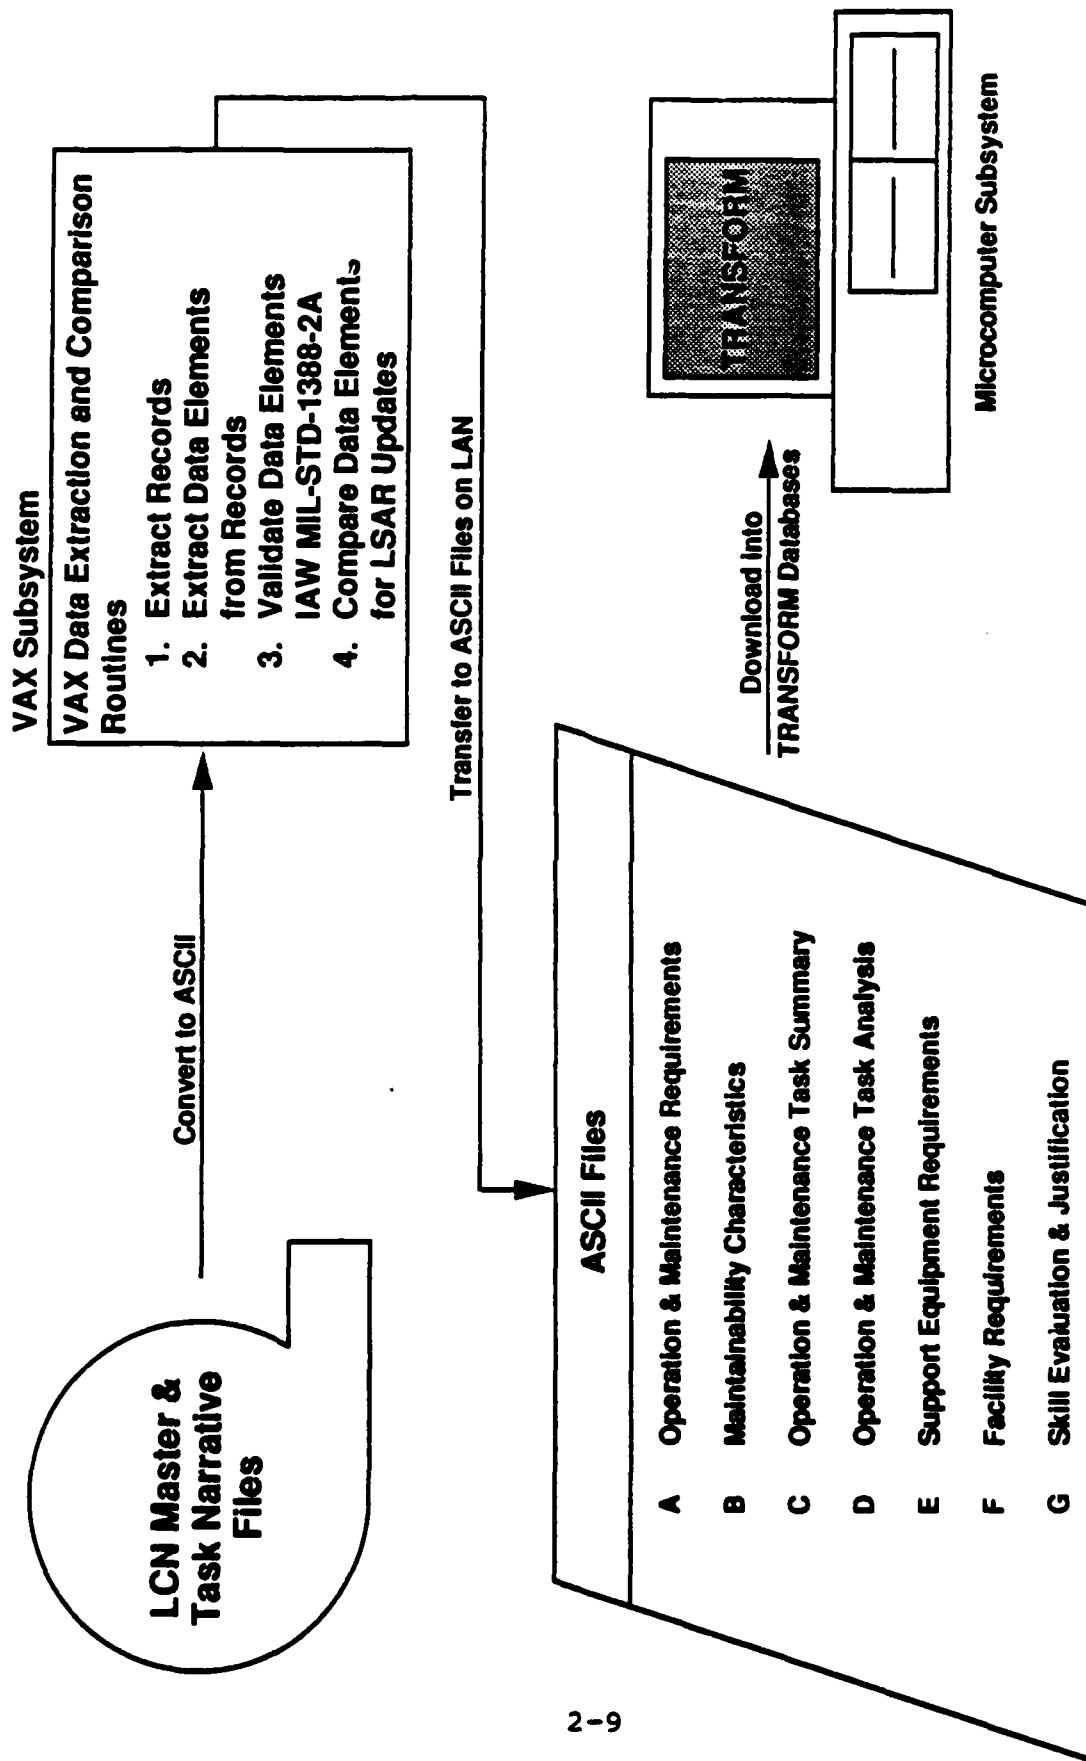 LCN Master &
Task Narrative
Files
Convert to ASCII
VAX Subsystem
VAX Data Extraction and Comparison
Routines
1. Extract Records
2. Extract Data Elements
from Records
3. Validate Data Elements
IAW MIL-STD-1388-2A
4. Compare Data Elements
for LSAR Updates
Transfer to ASCII Files on LAN
ASCII Files
A Operation & Maintenance Requirements
B Maintainability Characteristics
C Operation & Maintenance Task Summary
D Operation & Maintenance Task Analysis
E Support Equipment Requirements
F Facility Requirements
G Skill Evaluation & Justification
Download Into
TRANSFORM Databases
TRANSFORM
Microcomputer Subsystem
2-9